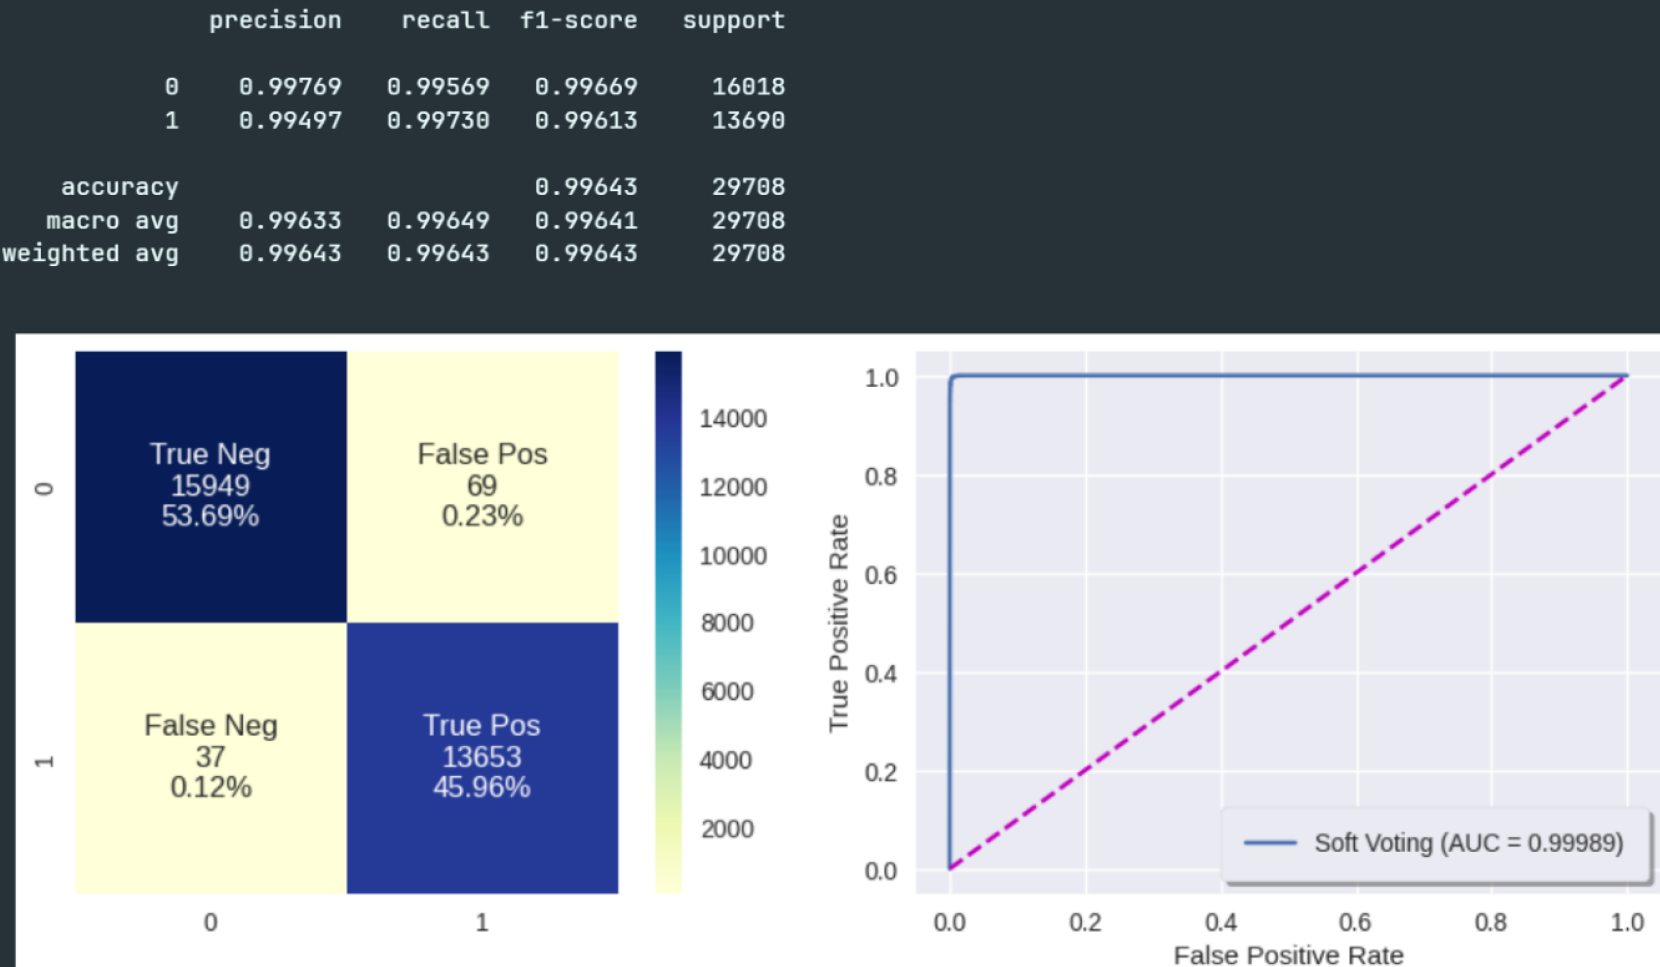 precision recall f1-score support
0 0.99769 0.99569 0.99669 16018
1 0.99497 0.99730 0.99613 13690
accuracy 0.99643 29708
macro avg 0.99633 0.99649 0.99641 29708
weighted avg 0.99643 0.99643 0.99643 29708
0
True Neg
15949
53.69%
False Pos
69
0.23%
1
False Neg
37
0.12%
True Pos
13653
45.96%
0 1
14000
12000
10000
8000
6000
4000
2000
True Positive Rate
1.0
0.8
0.6
0.4
0.2
0.0
Soft Voting (AUC = 0.99989)
0.0 0.2 0.4 0.6 0.8 1.0
False Positive Rate